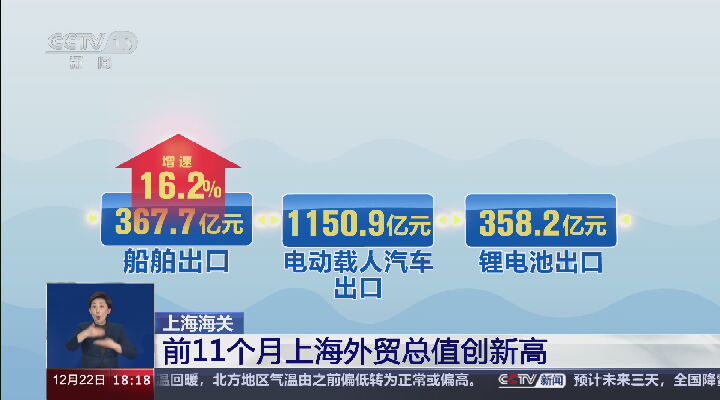 CCTV 13
新闻
增速
16.2%
367.7亿元
1150.9亿元
358.2亿元
船舶出口
电动载人汽车
出口
锂电池出口
上海海关
前11个月上海外贸总值创新高
12月22日 18:18 温回暖，北方地区气温由之前偏低转为正常或偏高。 CCTV新闻 预计未来三天，全国降